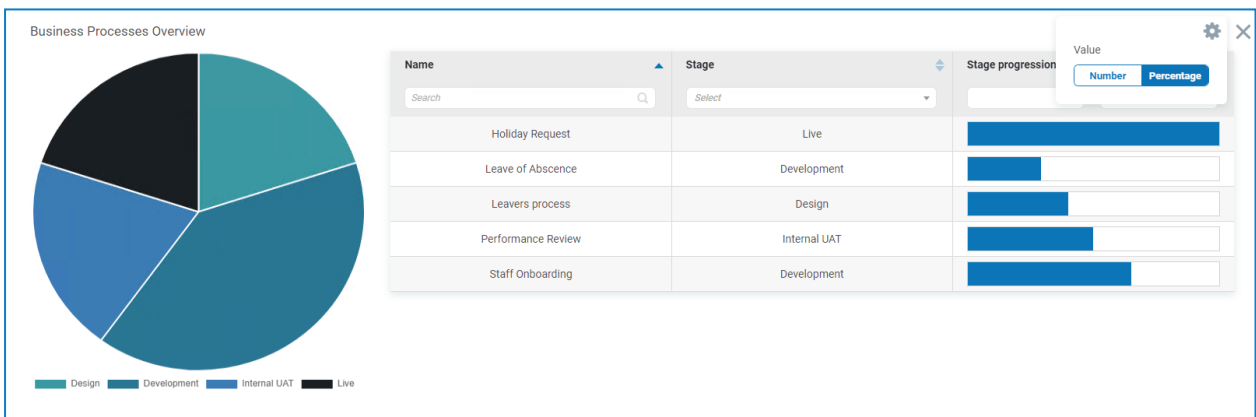 Business Processes Overview
Value
Number Percentage
Name Stage Stage progression
Search Select
Holiday Request Live
Leave of Abscence Development
Leavers process Design
Performance Review Internal UAT
Staff Onboarding Development
Design Development Internal UAT Live